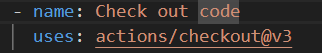 - name: Check out code
  uses: actions/checkout@v3